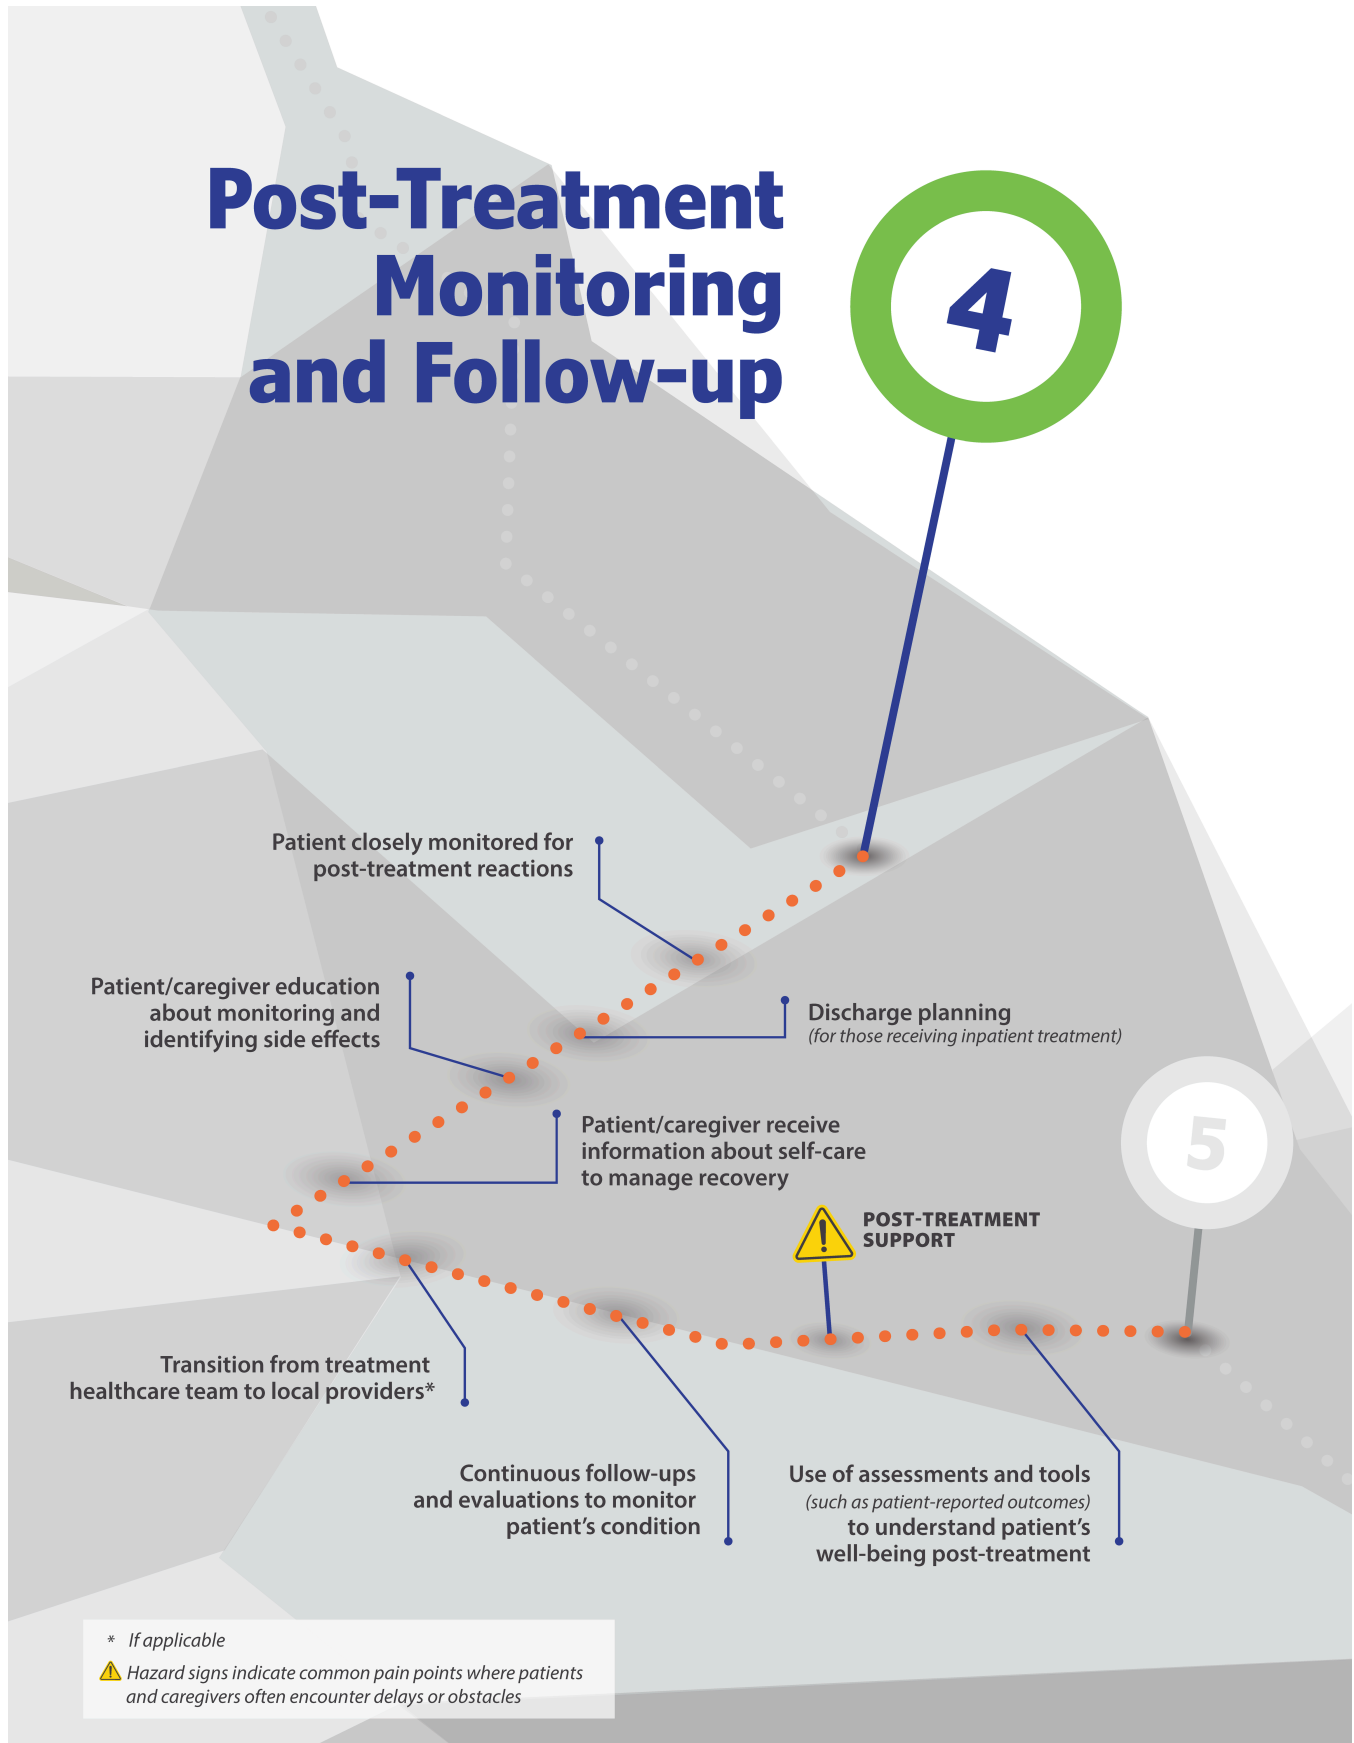 Post-Treatment
Monitoring
and Follow-up
4
Patient closely monitored for
post-treatment reactions
Discharge planning
(for those receiving inpatient treatment)
Patient/caregiver education
about monitoring and
identifying side effects
Patient/caregiver receive
information about self-care
to manage recovery
5
POST-TREATMENT
SUPPORT
Transition from treatment
healthcare team to local providers*
Continuous follow-ups
and evaluations to monitor
patient’s condition
Use of assessments and tools
(such as patient-reported outcomes)
to understand patient’s
well-being post-treatment
* If applicable
Hazard signs indicate common pain points where patients
and caregivers often encounter delays or obstacles